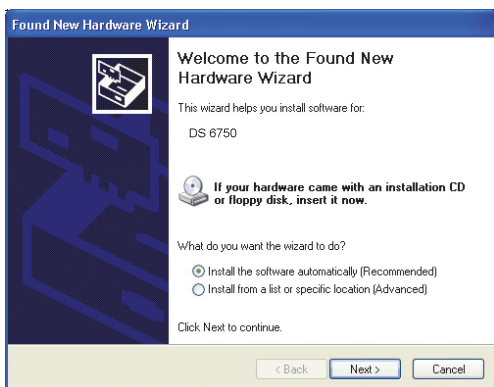 Found New Hardware Wizard
Welcome to the Found New
Hardware Wizard
This wizard helps you install software for:
DS 6750
If your hardware came with an installation CD
or floppy disk, insert it now.
What do you want the wizard to do?
Install the software automatically (Recommended)
Install from a list or specific location (Advanced)
Click Next to continue.
< Back
Next >
Cancel